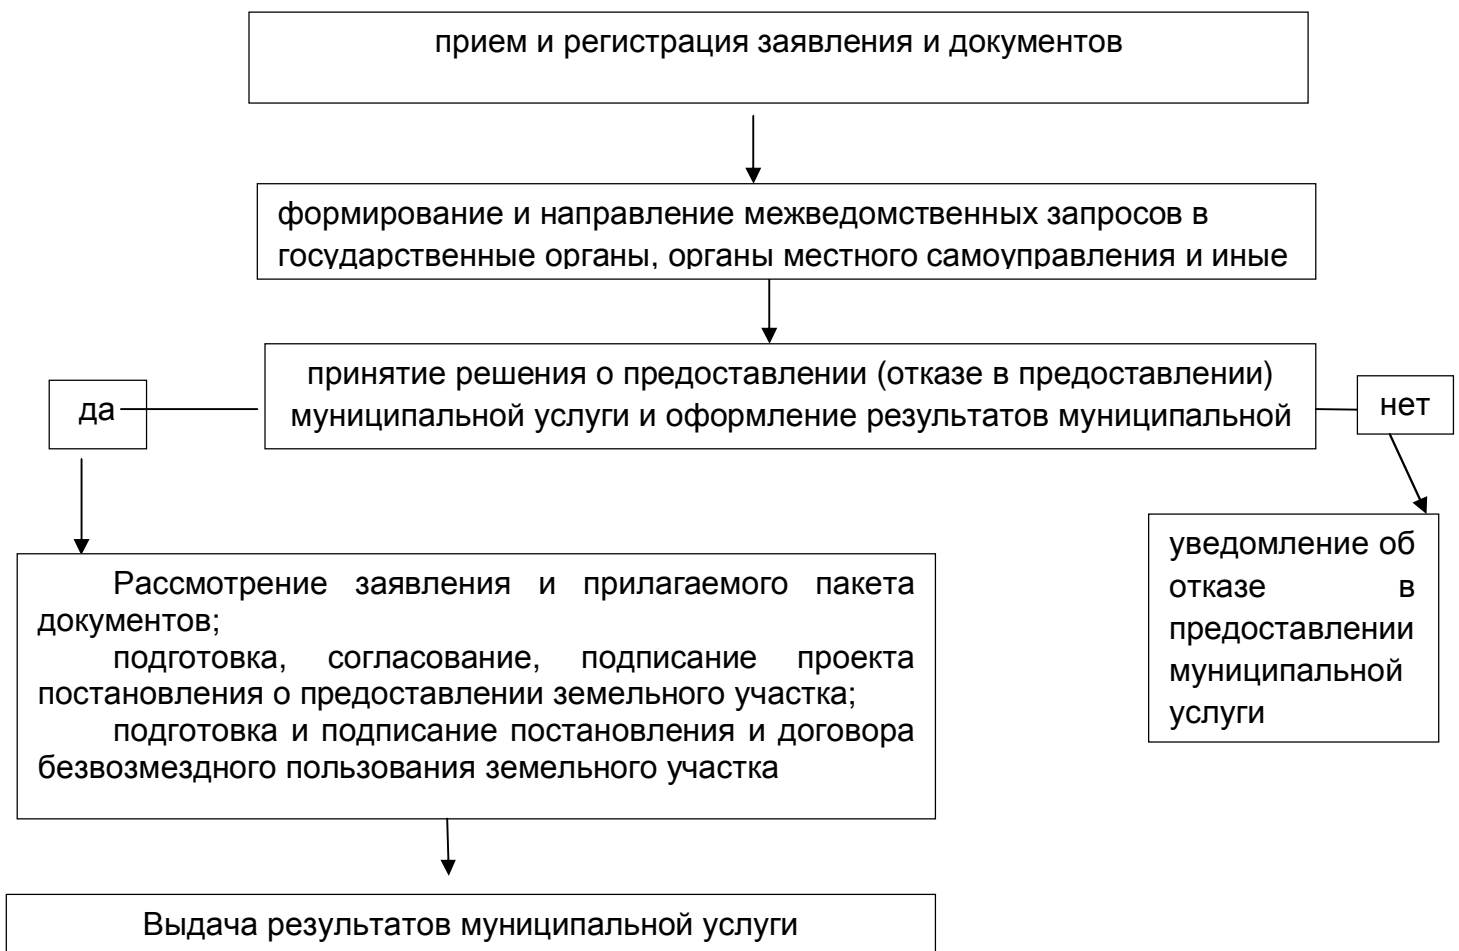 прием и регистрация заявления и документов
формирование и направление межведомственных запросов в
государственные органы, органы местного самоуправления и иные
принятие решения о предоставлении (отказе в предоставлении)
муниципальной услуги и оформление результатов муниципальной
да
нет
уведомление об
отказе в
предоставлении
муниципальной
услуги
Рассмотрение заявления и прилагаемого пакета
документов;
подготовка, согласование, подписание проекта
постановления о предоставлении земельного участка;
подготовка и подписание постановления и договора
безвозмездного пользования земельного участка
Выдача результатов муниципальной услуги